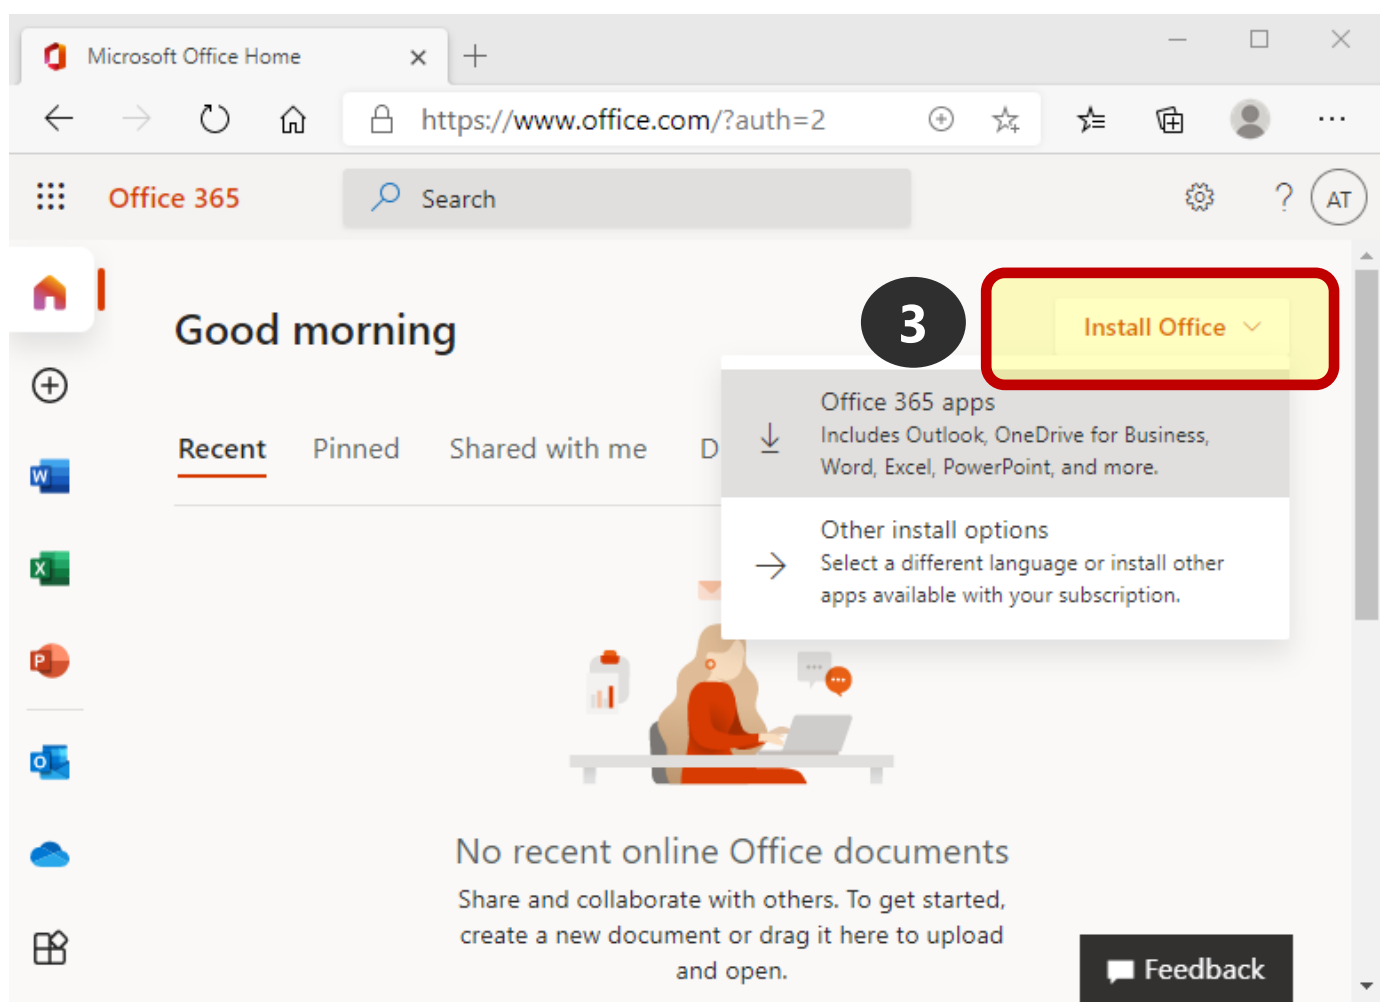 Microsoft Office Home
https://www.office.com/?auth=2
Office 365
Search
?
AT
Good morning
3
Install Office
Office 365 apps
Includes Outlook, OneDrive for Business,
Word, Excel, PowerPoint, and more.
Recent Pinned Shared with me D
Other install options
Select a different language or install other
apps available with your subscription.
W
X
P
O
No recent online Office documents
Share and collaborate with others. To get started,
create a new document or drag it here to upload
and open.
Feedback